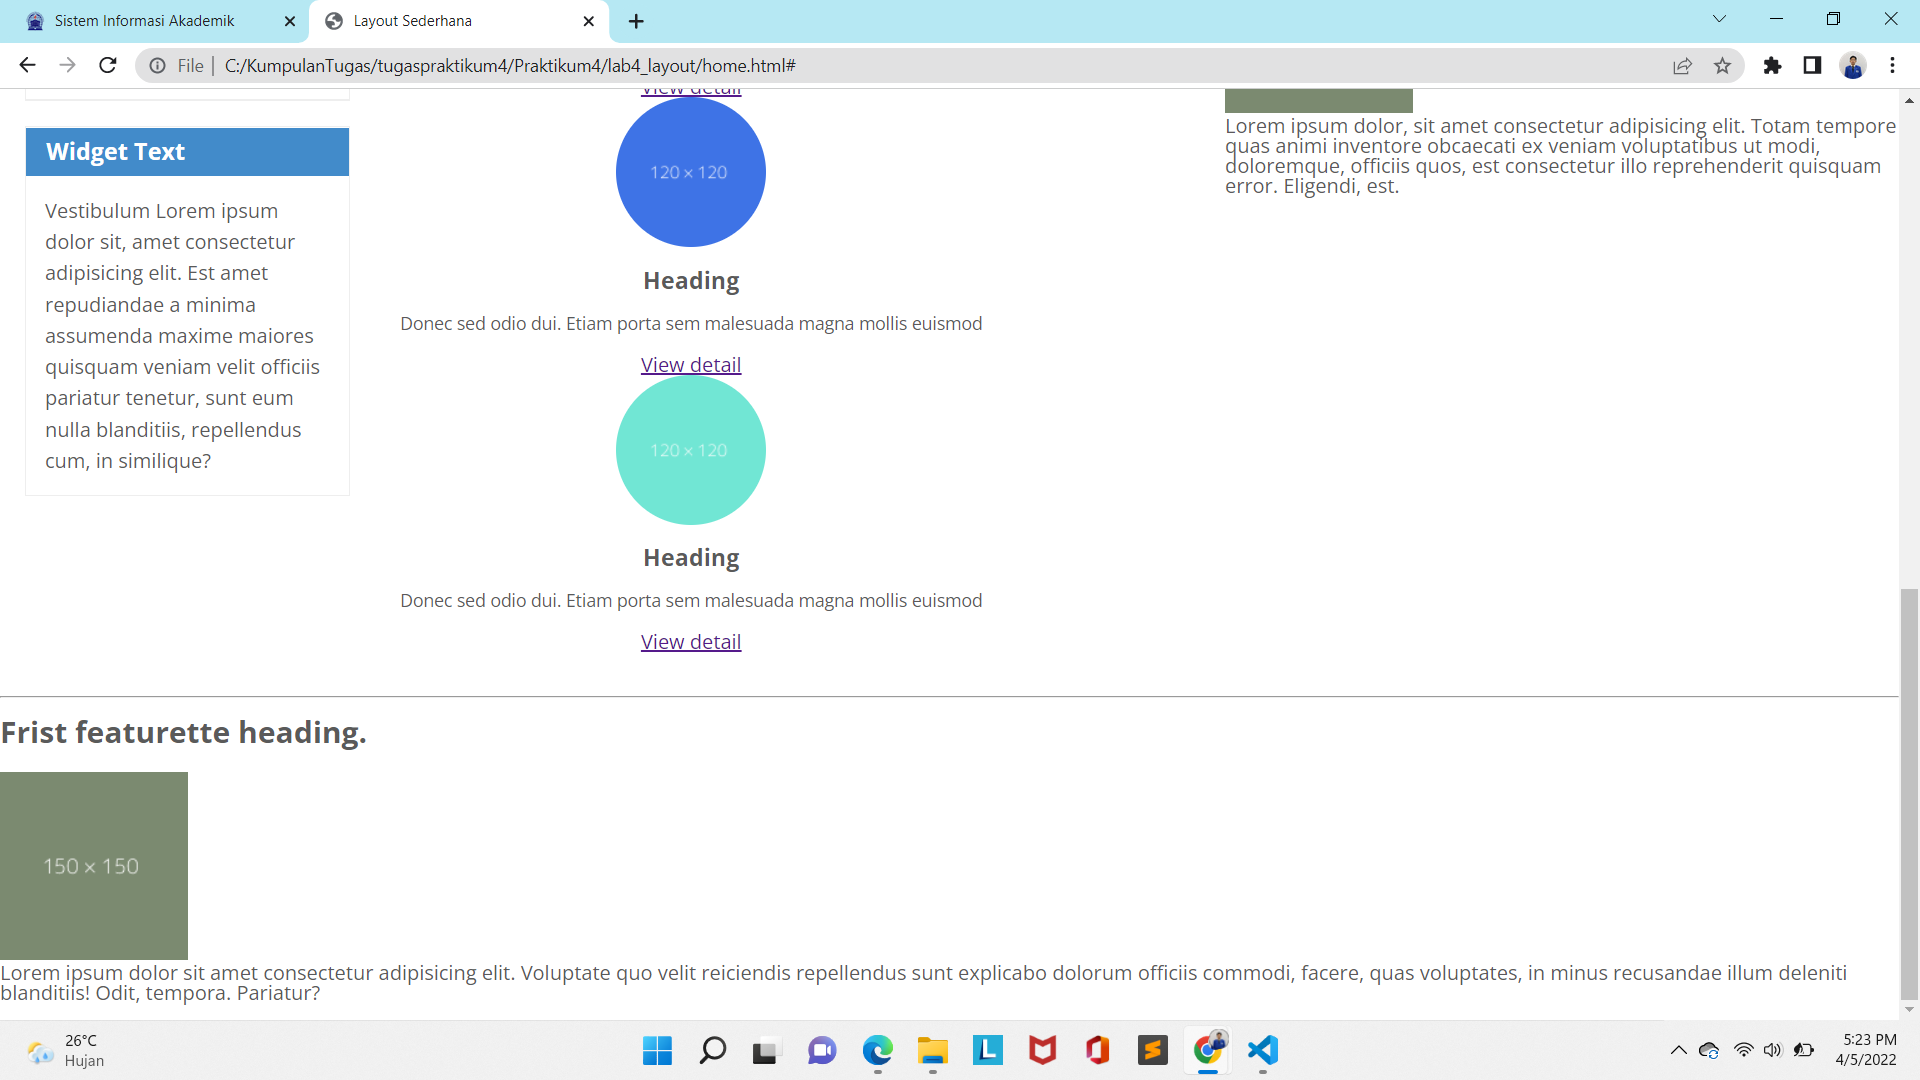 Sistem Informasi Akademik
Layout Sederhana
File
C:/KumpulanTugas/tugaspraktikum4/Praktikum4/lab4_layout/home.html#
Widget Text
Vestibulum Lorem ipsum
dolor sit, amet consectetur
adipisicing elit. Est amet
repudiandae a minima
assumenda maxime maiores
quisquam veniam velit officiis
pariatur tenetur, sunt eum
nulla blanditiis, repellendus
cum, in similique?
View detail
120 × 120
Heading
Donec sed odio dui. Etiam porta sem malesuada magna mollis euismod
View detail
120 × 120
Heading
Donec sed odio dui. Etiam porta sem malesuada magna mollis euismod
View detail
Lorem ipsum dolor, sit amet consectetur adipisicing elit. Totam tempore
quas animi inventore obcaecati ex veniam voluptatibus ut modi,
doloremque, officiis quos, est consectetur illo reprehenderit quisquam
error. Eligendi, est.
Frist featurette heading.
150 × 150
Lorem ipsum dolor sit amet consectetur adipisicing elit. Voluptate quo velit reiciendis repellendus sunt explicabo dolorum officiis commodi, facere, quas voluptates, in minus recusandae illum deleniti
blanditiis! Odit, tempora. Pariatur?
26°C
Hujan
5:23 PM
4/5/2022